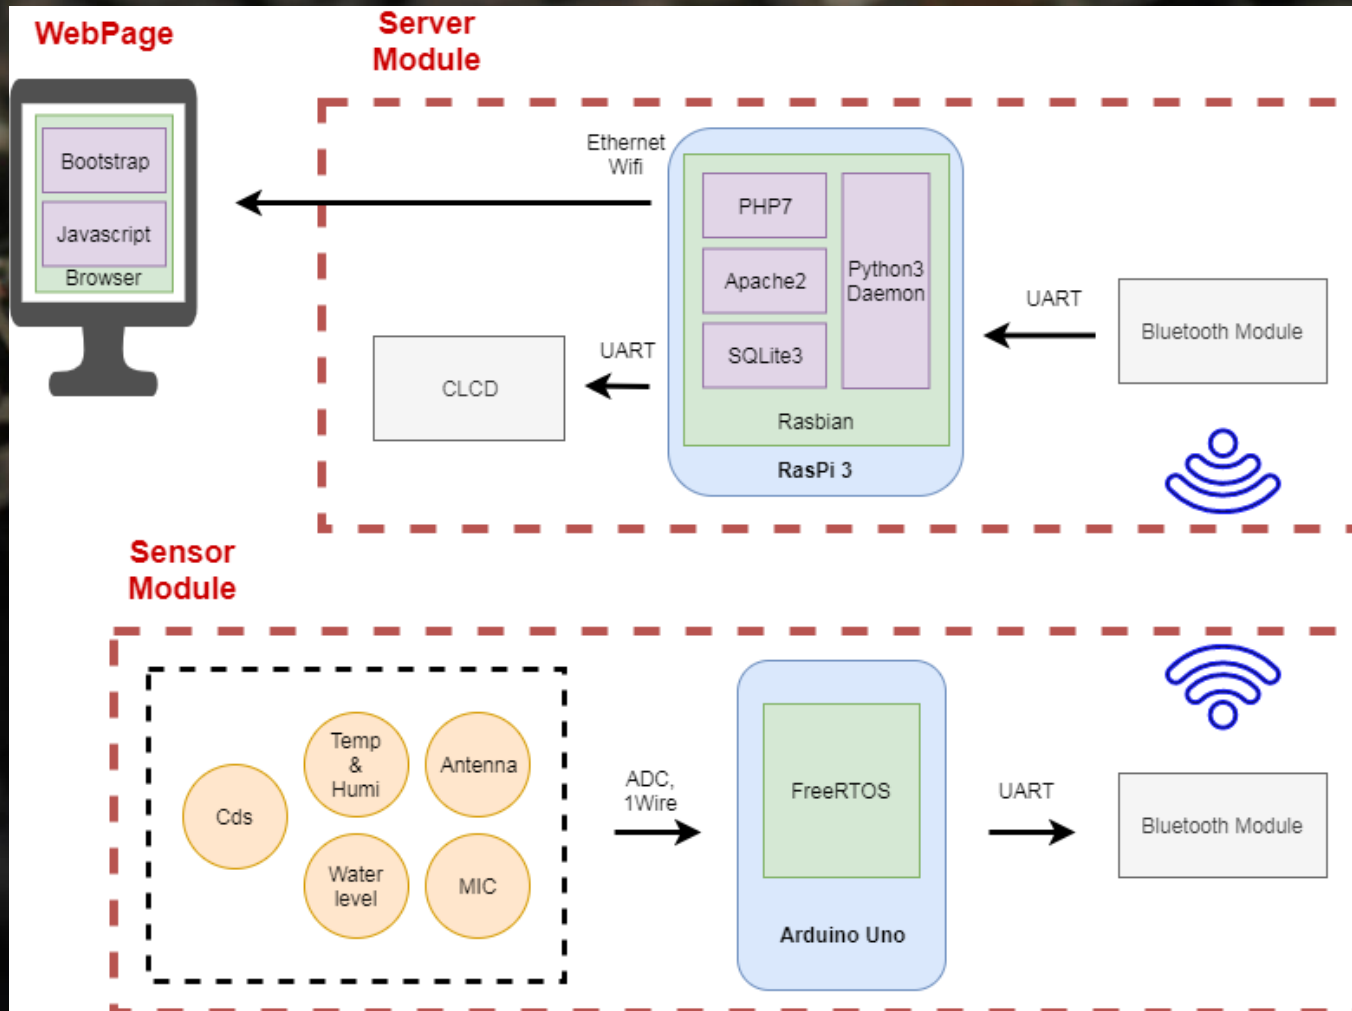 WebPage
Server
Module
Bootstrap
Javascript
Browser
Ethernet
Wifi
PHP7
Apache2
SQLite3
Python3
Daemon
Rasbian
RasPi 3
UART
CLCD
UART
Bluetooth Module
Sensor
Module
Cds
Temp
&
Humi
Antenna
Water
level
MIC
ADC,
1Wire
FreeRTOS
Arduino Uno
UART
Bluetooth Module